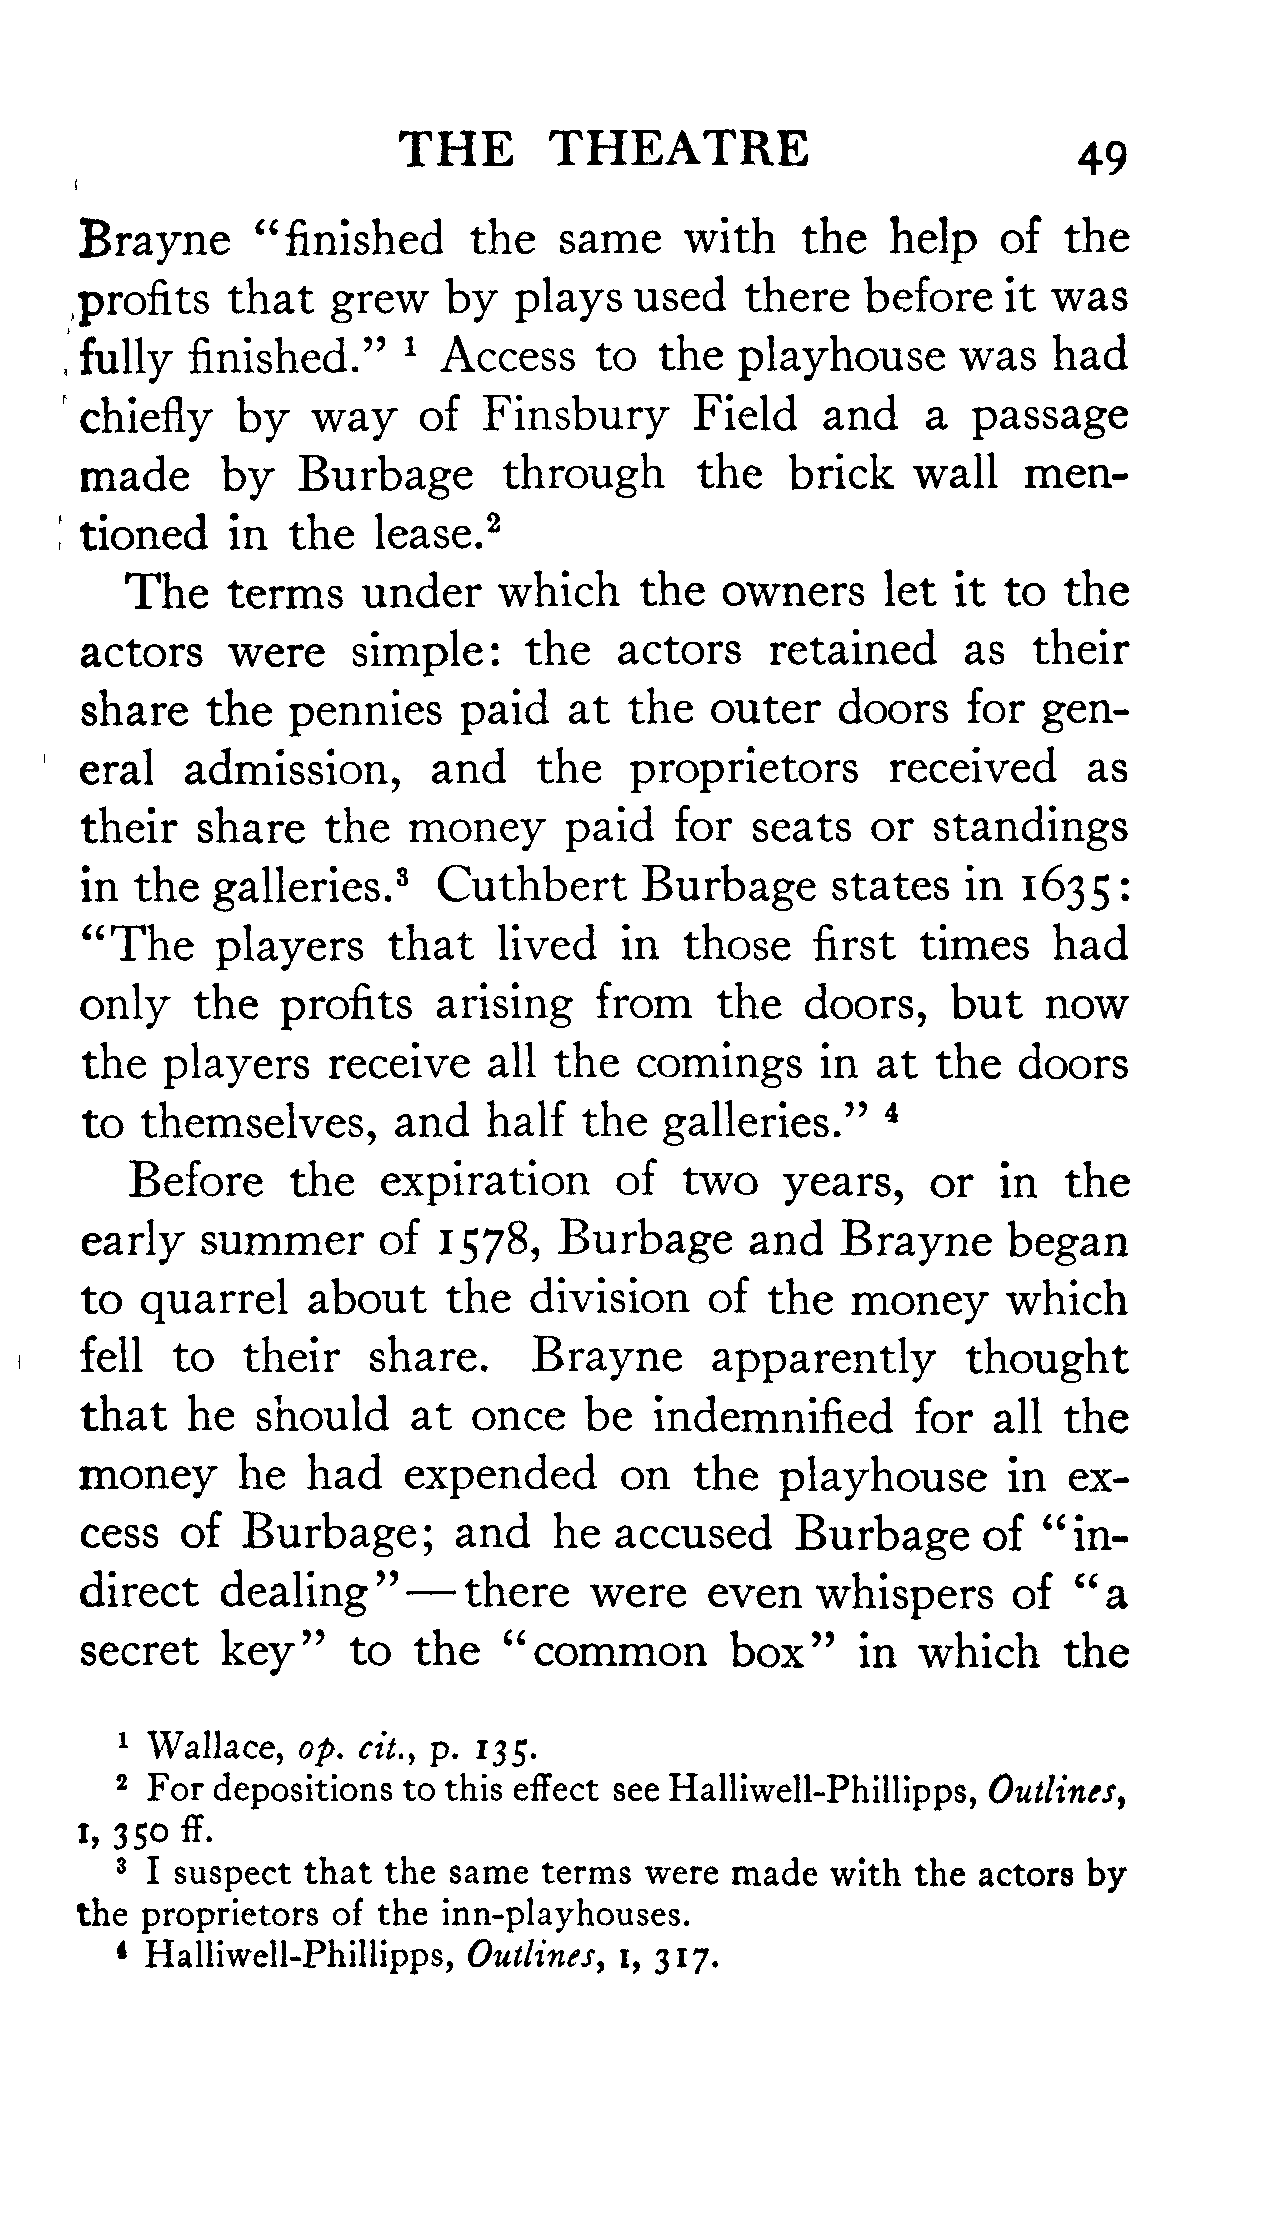 THE THEATRE 49
Brayne “finished the same with the help of the
profits that grew by plays used there before it was
fully finished.” ¹ Access to the playhouse was had
chiefly by way of Finsbury Field and a passage
made by Burbage through the brick wall men-
tioned in the lease.²
The terms under which the owners let it to the
actors were simple: the actors retained as their
share the pennies paid at the outer doors for gen-
eral admission, and the proprietors received as
their share the money paid for seats or standings
in the galleries.³ Cuthbert Burbage states in 1635:
“The players that lived in those first times had
only the profits arising from the doors, but now
the players receive all the comings in at the doors
to themselves, and half the galleries.” ⁴
Before the expiration of two years, or in the
early summer of 1578, Burbage and Brayne began
to quarrel about the division of the money which
fell to their share. Brayne apparently thought
that he should at once be indemnified for all the
money he had expended on the playhouse in ex-
cess of Burbage; and he accused Burbage of “in-
direct dealing”—there were even whispers of “a
secret key” to the “common box” in which the
¹ Wallace, op. cit., p. 135.
² For depositions to this effect see Halliwell-Phillipps, Outlines,
I, 350 ff.
³ I suspect that the same terms were made with the actors by
the proprietors of the inn-playhouses.
⁴ Halliwell-Phillipps, Outlines, I, 317.